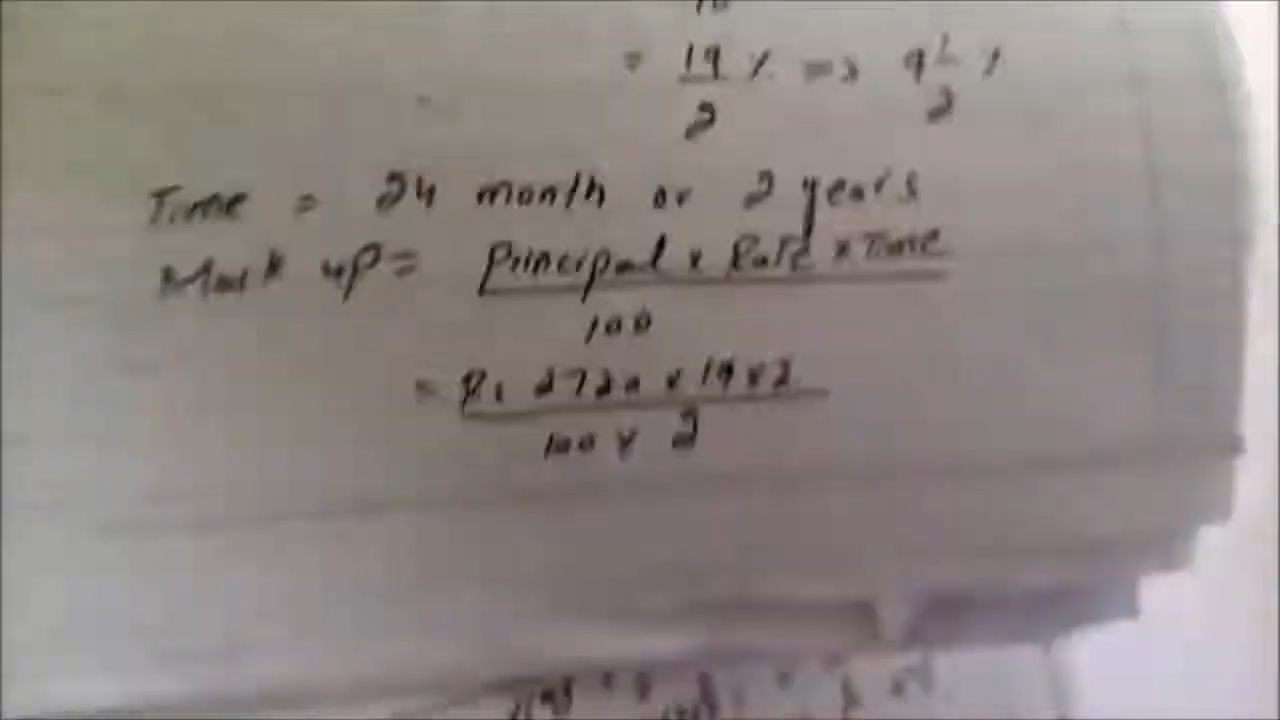 = 19/2 % => 9 1/2 %
Time = 24 month or 2 years
Mark up = Principal x Rate x Time
100
= Rs 2720 x 19 x 2
100 x 2